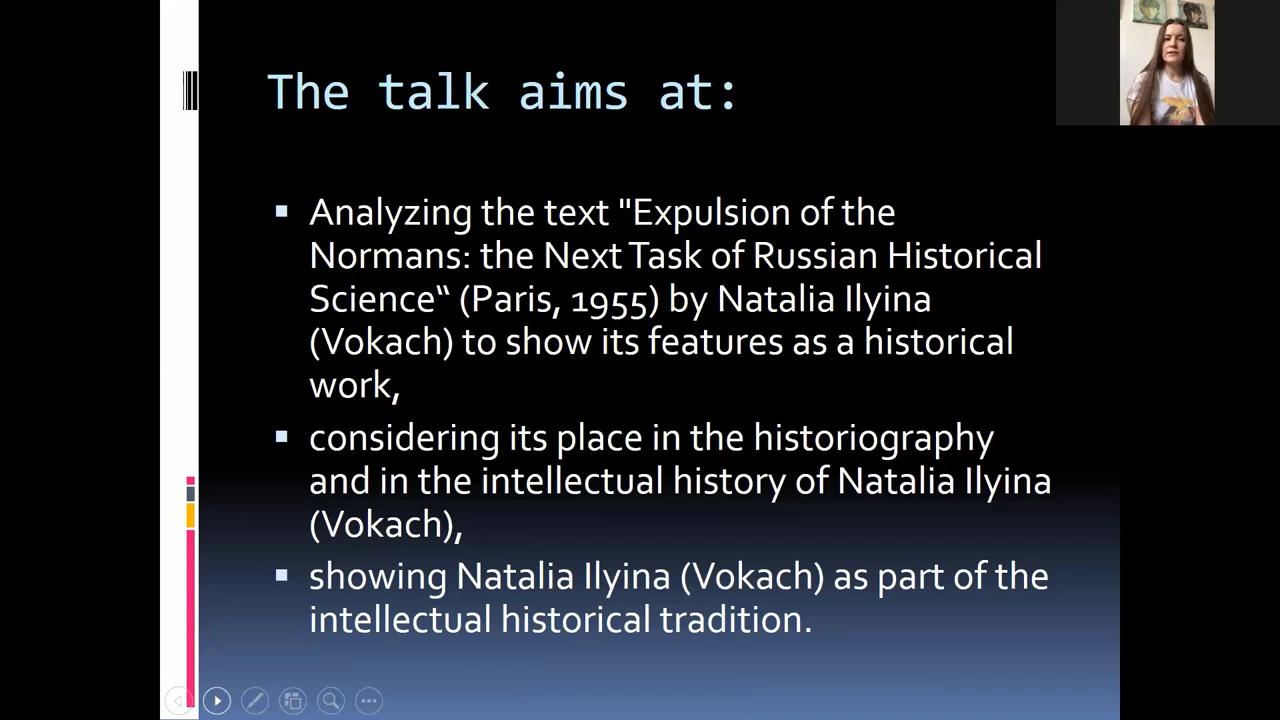 The talk aims at:
Analyzing the text "Expulsion of the
Normans: the Next Task of Russian Historical
Science“ (Paris, 1955) by Natalia Ilyina
(Vokach) to show its features as a historical
work,
considering its place in the historiography
and in the intellectual history of Natalia Ilyina
(Vokach),
showing Natalia Ilyina (Vokach) as part of the
intellectual historical tradition.